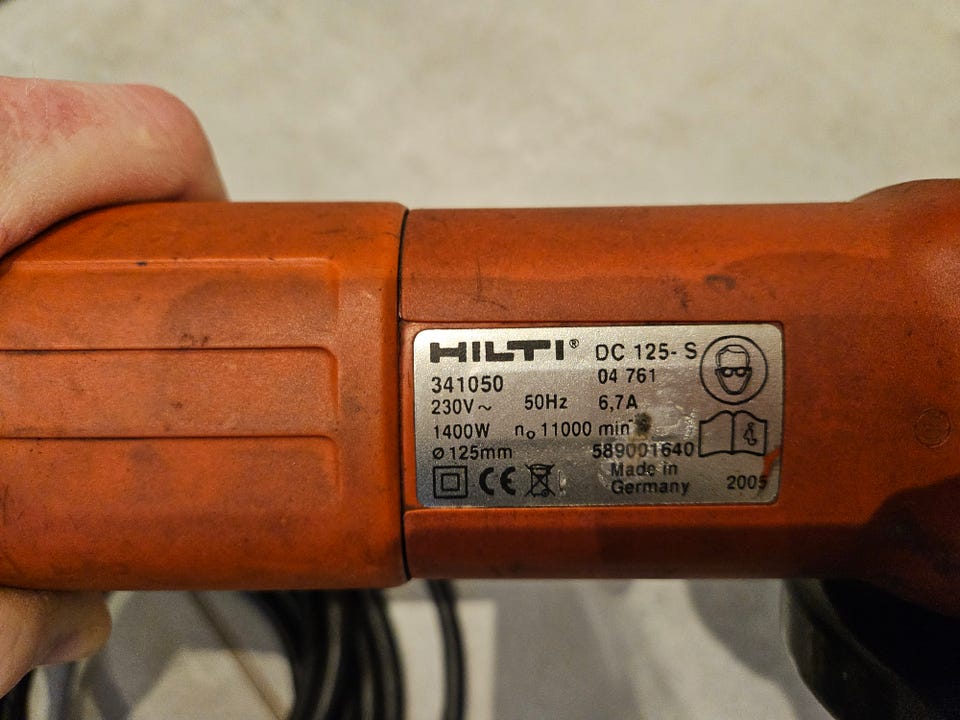 HILTI® DC 125-S
341050 04 761
230V~ 50Hz 6,7A
1400W n₀ 11000 min
⌀125mm 589001640
Made in
Germany 2005
CE